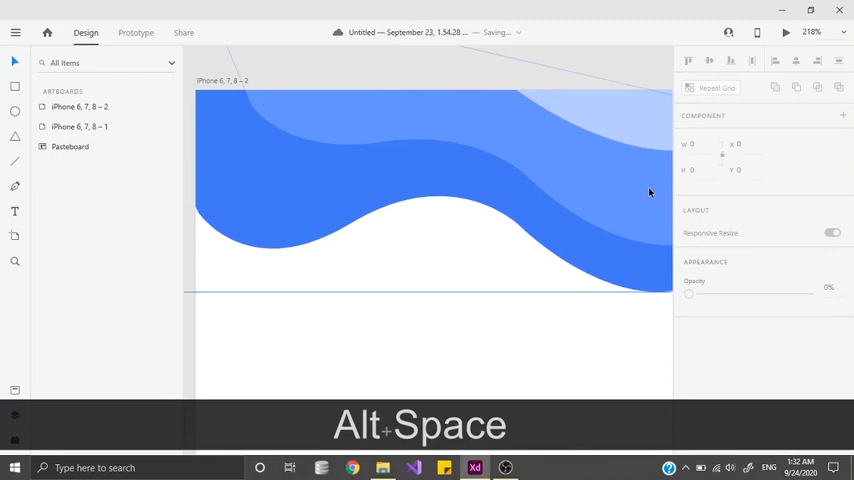 Design
Prototype
Share
Untitled — September 23, 1.54.28 ...
Saving...
218%
All Items
ARTBOARDS
iPhone 6, 7, 8 – 2
iPhone 6, 7, 8 – 1
Pasteboard
iPhone 6, 7, 8 – 2
Repeat Grid
COMPONENT
W 0
X 0
H 0
Y 0
LAYOUT
Responsive Resize
APPEARANCE
Opacity
0%
Alt+Space
Type here to search
Xd
ENG
1:32 AM
9/24/2020